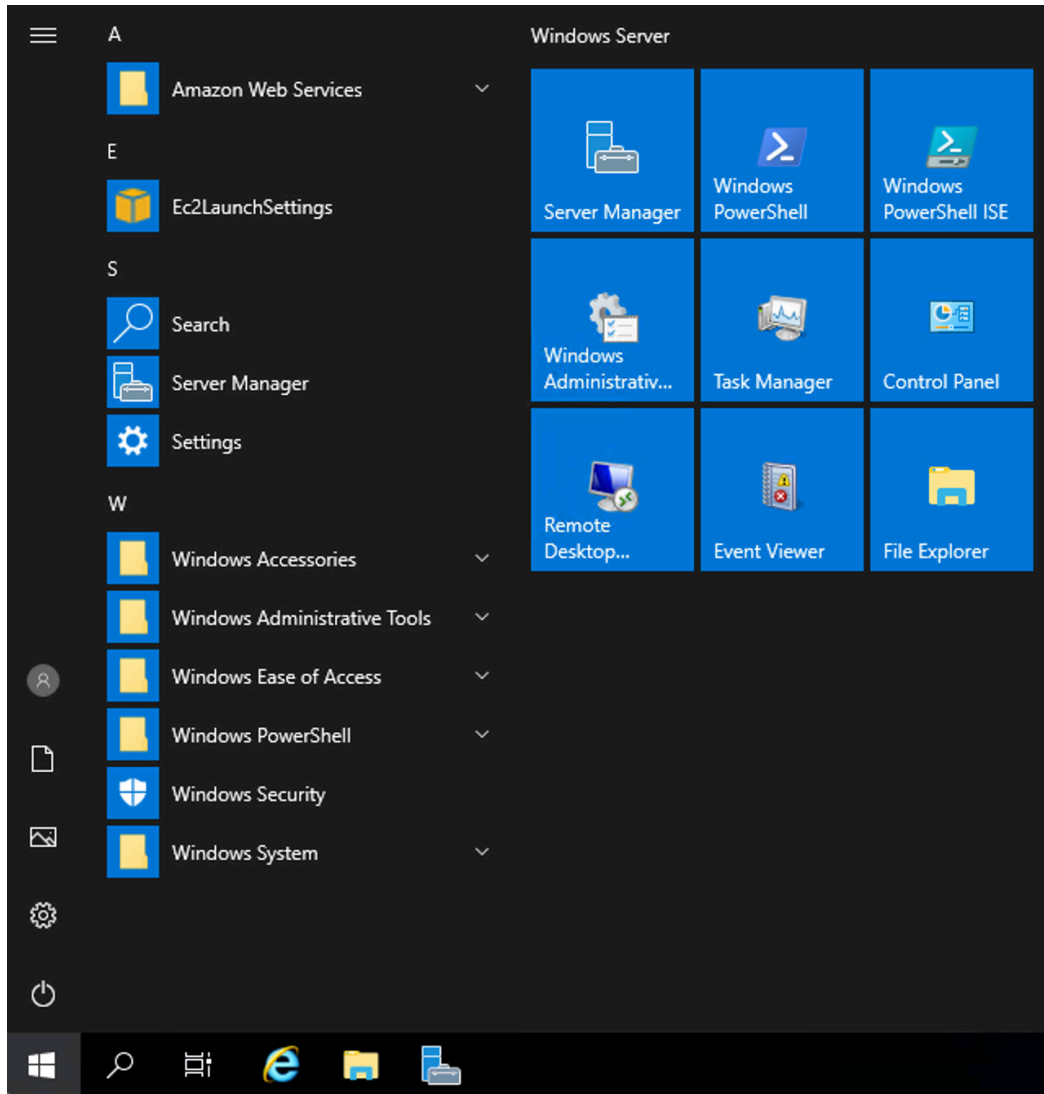 A
Amazon Web Services
E
Ec2LaunchSettings
S
Search
Server Manager
Settings
W
Windows Accessories
Windows Administrative Tools
Windows Ease of Access
Windows PowerShell
Windows Security
Windows System
Windows Server
Server Manager
Windows
PowerShell
Windows
PowerShell ISE
Windows
Administrativ...
Task Manager
Control Panel
Remote
Desktop...
Event Viewer
File Explorer